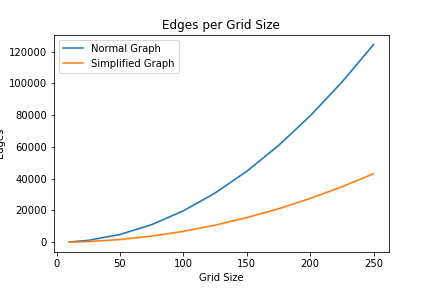 Edges per Grid Size
Normal Graph
Simplified Graph
120000
100000
80000
60000
40000
20000
0
Edges
0 50 100 150 200 250
Grid Size